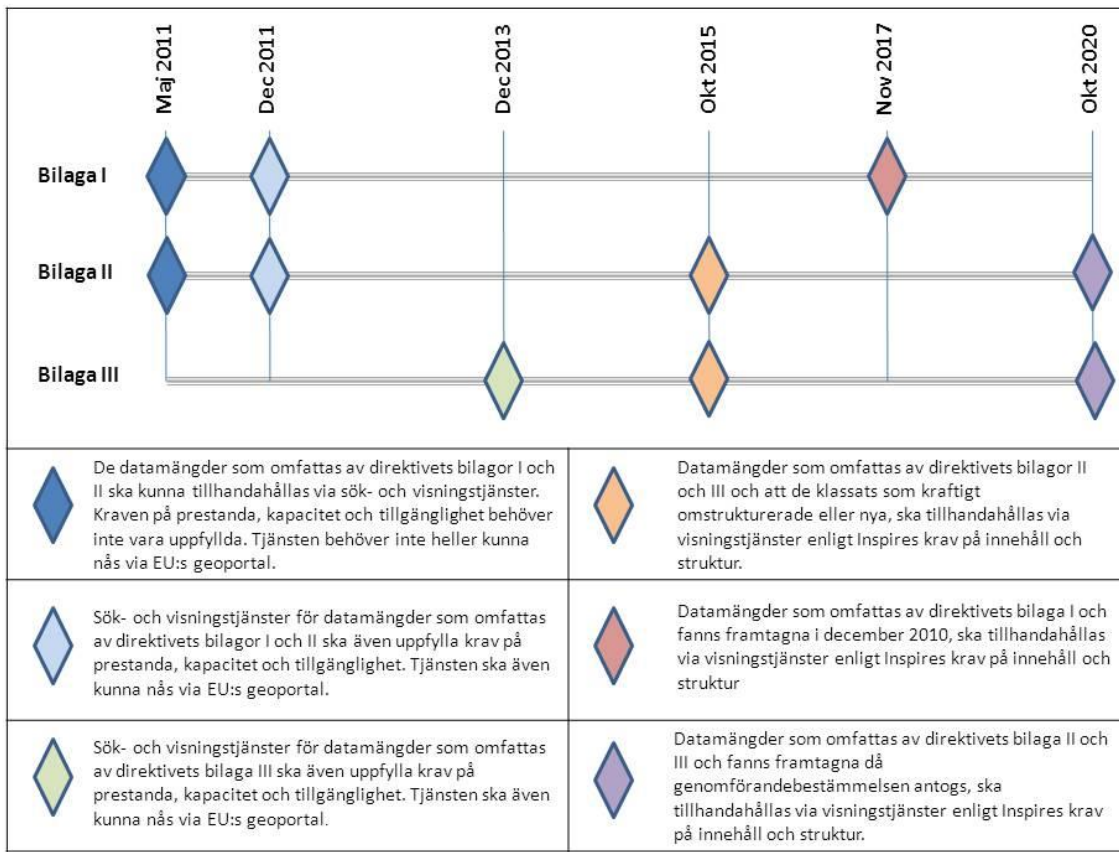 Maj 2011
Dec 2011
Dec 2013
Okt 2015
Nov 2017
Okt 2020
Bilaga I
Bilaga II
Bilaga III
De datamängder som omfattas av direktivets bilagor I och
II ska kunna tillhandahållas via sök- och visningstjänster.
Kraven på prestanda, kapacitet och tillgänglighet behöver
inte vara uppfyllda. Tjänsten behöver inte heller kunna
nås via EU:s geoportal.
Datamängder som omfattas av direktivets bilagor II
och III och att de klassats som kraftigt
omstrukturerade eller nya, ska tillhandahållas via
visningstjänster enligt Inspires krav på innehåll och
struktur.
Sök- och visningstjänster för datamängder som omfattas
av direktivets bilagor I och II ska även uppfylla krav på
prestanda, kapacitet och tillgänglighet. Tjänsten ska även
kunna nås via EU:s geoportal.
Datamängder som omfattas av direktivets bilaga I och
fanns framtagna i december 2010, ska tillhandahållas
via visningstjänster enligt Inspires krav på innehåll och
struktur
Sök- och visningstjänster för datamängder som omfattas
av direktivets bilaga III ska även uppfylla krav på
prestanda, kapacitet och tillgänglighet. Tjänsten ska även
kunna nås via EU:s geoportal.
Datamängder som omfattas av direktivets bilaga II och
III och fanns framtagna då
genomförandebestämmelsen antogs, ska
tillhandahållas via visningstjänster enligt Inspires krav
på innehåll och struktur.